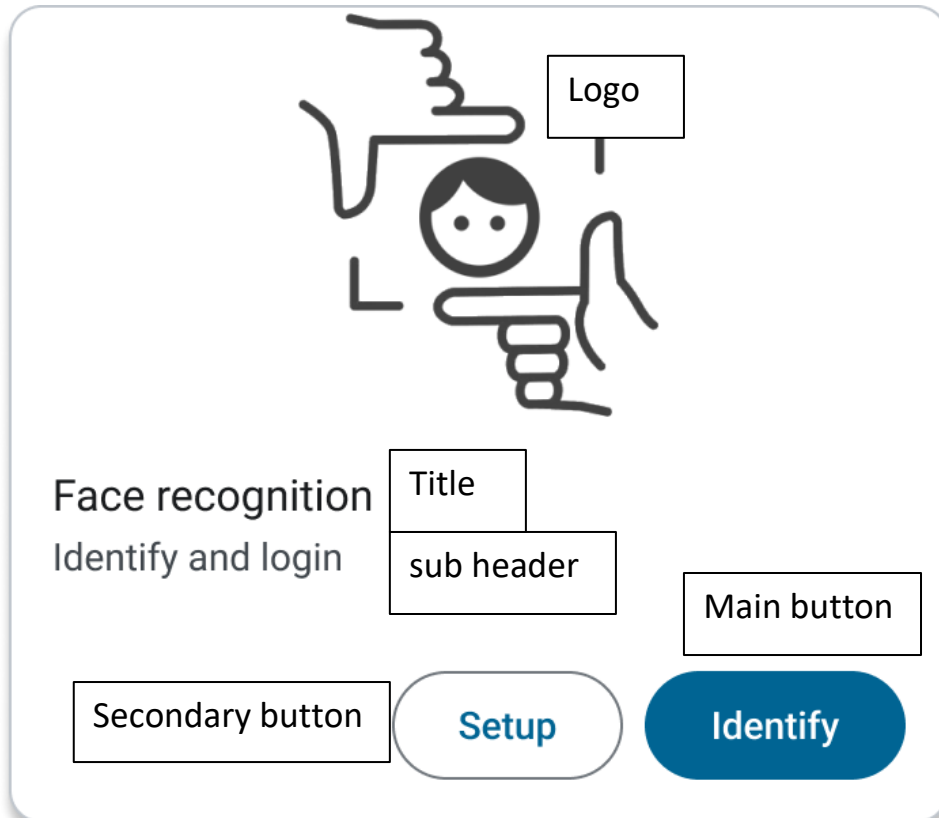 Logo
Face recognition
Title
Identify and login
sub header
Main button
Secondary button
Setup
Identify